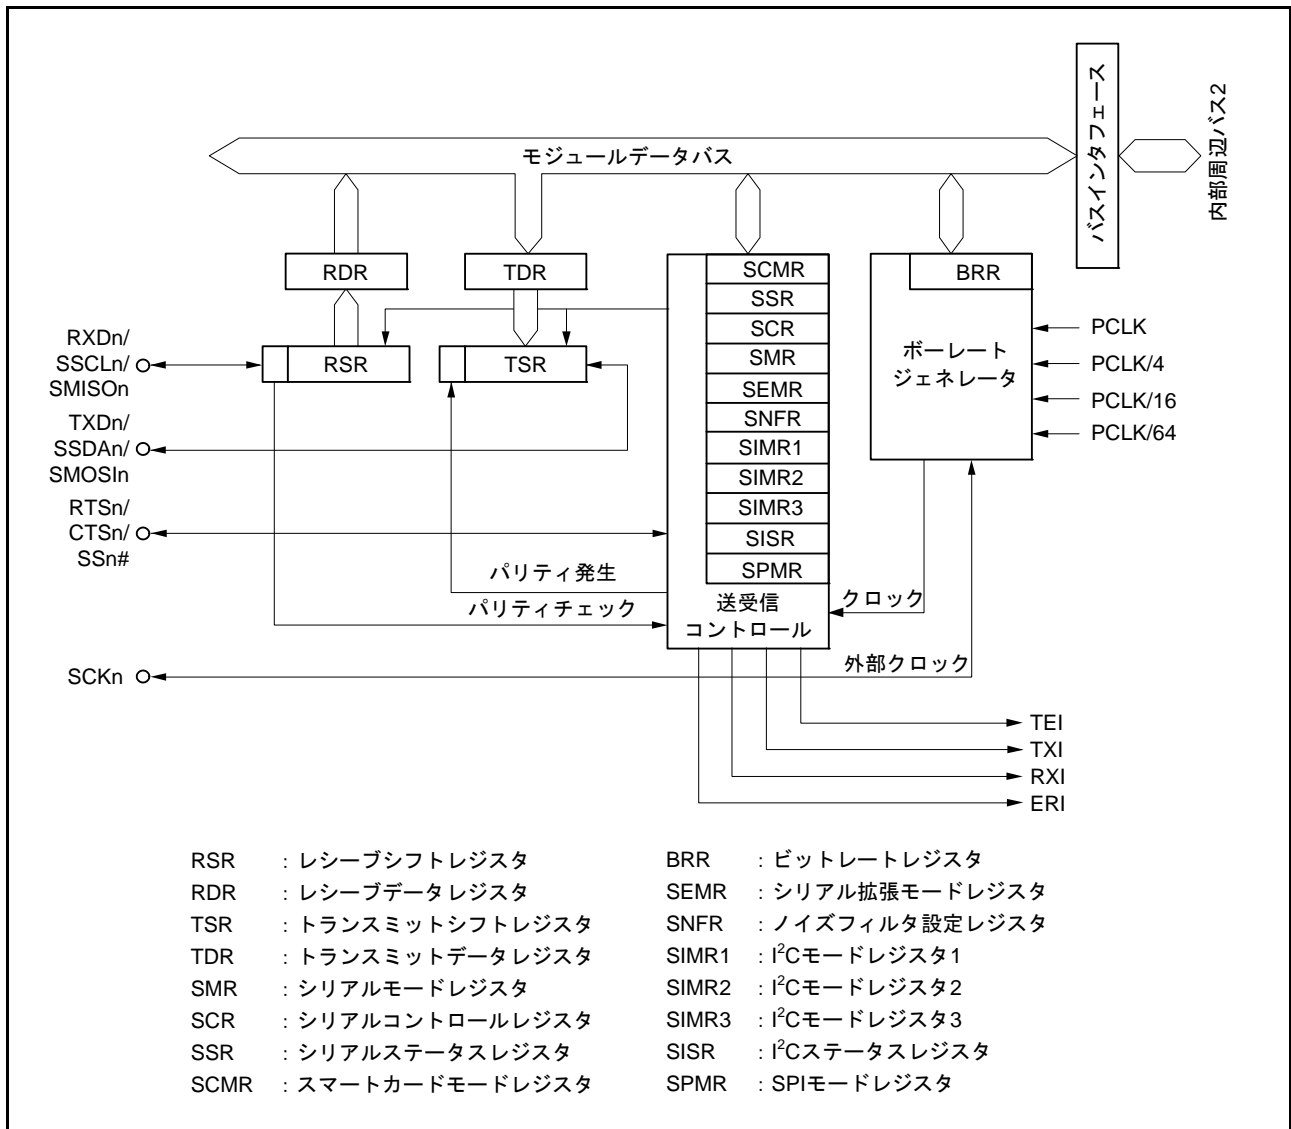 バスインタフェース
内部周辺バス2
モジュールデータバス
RDR
TDR
SCMR
BRR
SSR
SCR
SMR
SEMR
SNFR
SIMR1
SIMR2
SIMR3
SISR
SPMR
送受信
コントロール
ボーレート
ジェネレータ
PCLK
PCLK/4
PCLK/16
PCLK/64
RXDn/
SSCLn/
SMISOn
RSR
TSR
TXDn/
SSDAn/
SMOSIn
RTSn/
CTSn/
SSn#
パリティ発生
パリティチェック
クロック
外部クロック
SCKn
TEI
TXI
RXI
ERI
RSR : レシーブシフトレジスタ
RDR : レシーブデータレジスタ
TSR : トランスミットシフトレジスタ
TDR : トランスミットデータレジスタ
SMR : シリアルモードレジスタ
SCR : シリアルコントロールレジスタ
SSR : シリアルステータスレジスタ
SCMR : スマートカードモードレジスタ
BRR : ビットレートレジスタ
SEMR : シリアル拡張モードレジスタ
SNFR : ノイズフィルタ設定レジスタ
SIMR1 : I²Cモードレジスタ1
SIMR2 : I²Cモードレジスタ2
SIMR3 : I²Cモードレジスタ3
SISR : I²Cステータスレジスタ
SPMR : SPIモードレジスタ